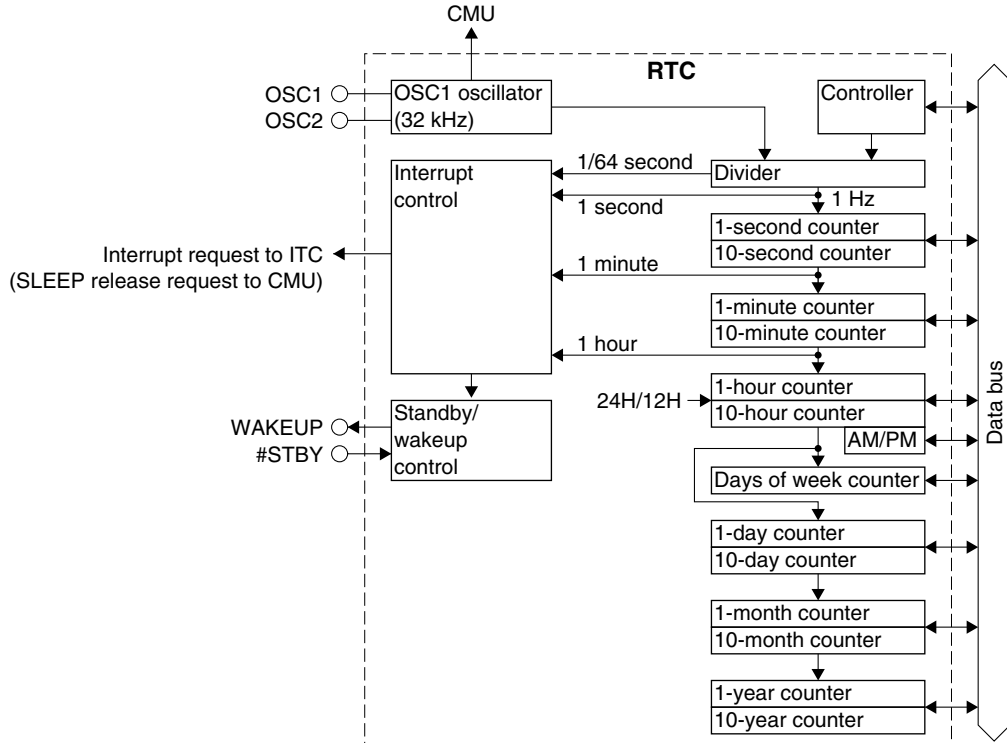 CMU
RTC
OSC1
OSC2
OSC1 oscillator
(32 kHz)
Controller
Interrupt
control
1/64 second
Divider
1 second
1 Hz
1-second counter
10-second counter
Interrupt request to ITC
(SLEEP release request to CMU)
1 minute
1-minute counter
10-minute counter
1 hour
1-hour counter
24H/12H
10-hour counter
AM/PM
WAKEUP
#STBY
Standby/
wakeup
control
Days of week counter
1-day counter
10-day counter
1-month counter
10-month counter
1-year counter
10-year counter
Data bus